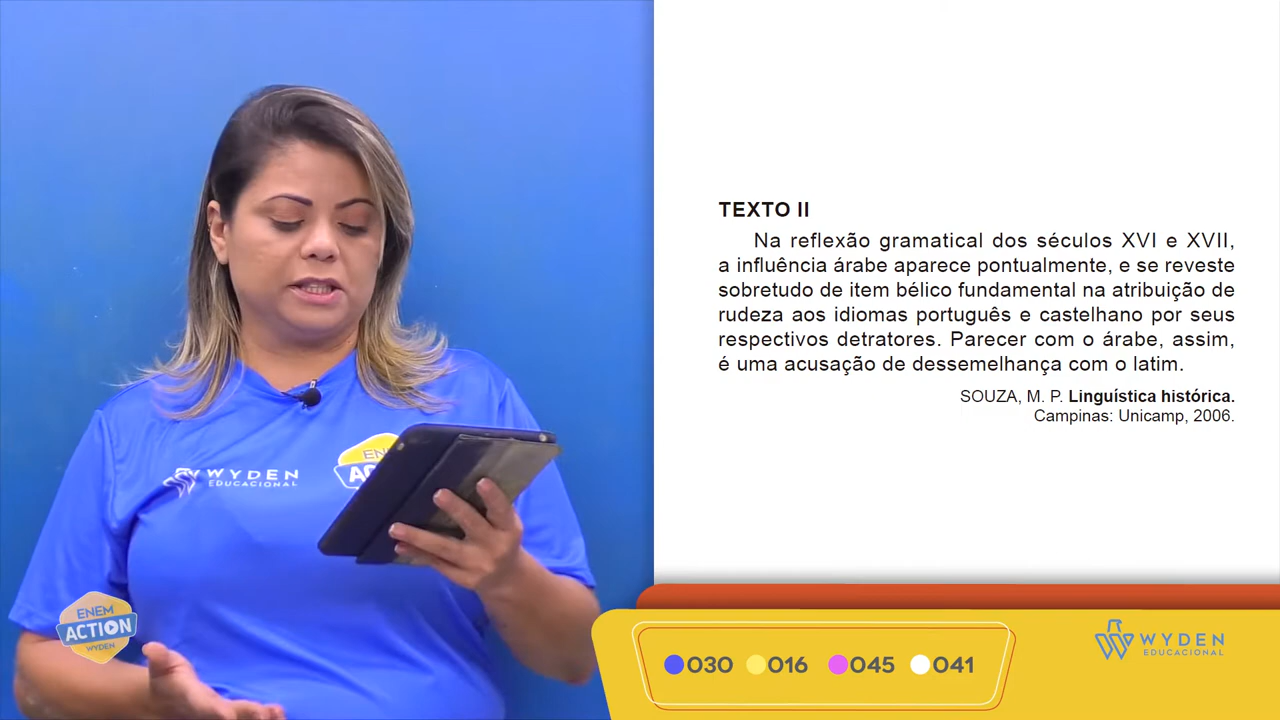 TEXTO II
Na reflexão gramatical dos séculos XVI e XVII,
a influência árabe aparece pontualmente, e se reveste
sobretudo de item bélico fundamental na atribuição de
rudeza aos idiomas português e castelhano por seus
respectivos detratores. Parecer com o árabe, assim,
é uma acusação de dessemelhança com o latim.
SOUZA, M. P. Linguística histórica.
Campinas: Unicamp, 2006.
WYDEN
EDUCACIONAL
ENEM
ACTION
WYDEN
030 016 045 041
WYDEN
EDUCACIONAL